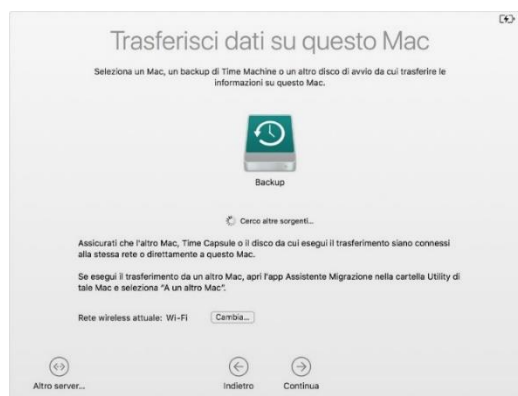 Trasferisci dati su questo Mac
Seleziona un Mac, un backup di Time Machine o un altro disco di avvio da cui trasferire le
informazioni su questo Mac.
Backup
Cerco altre sorgenti...
Assicurati che l'altro Mac, Time Capsule o il disco da cui esegui il trasferimento siano connessi
alla stessa rete o direttamente a questo Mac.
Se esegui il trasferimento da un altro Mac, apri l'app Assistente Migrazione nella cartella Utility di
tale Mac e seleziona "A un altro Mac".
Rete wireless attuale: Wi-Fi Cambia...
Altro server... Indietro Continua